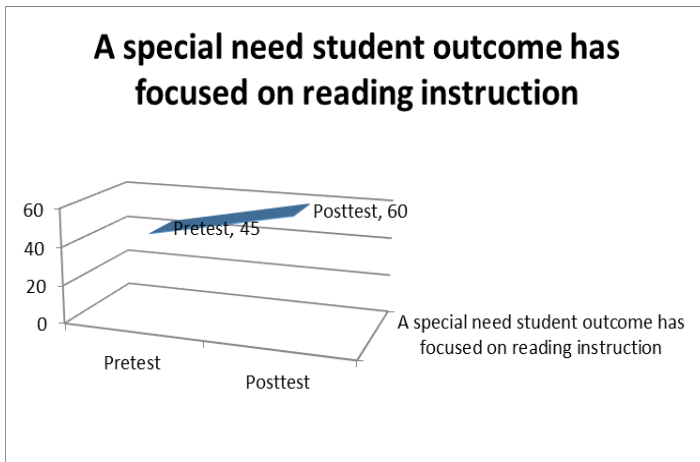 A special need student outcome has
focused on reading instruction
60
40
20
0
Pretest, 45
Posttest, 60
Pretest
Posttest
A special need student outcome has
focused on reading instruction